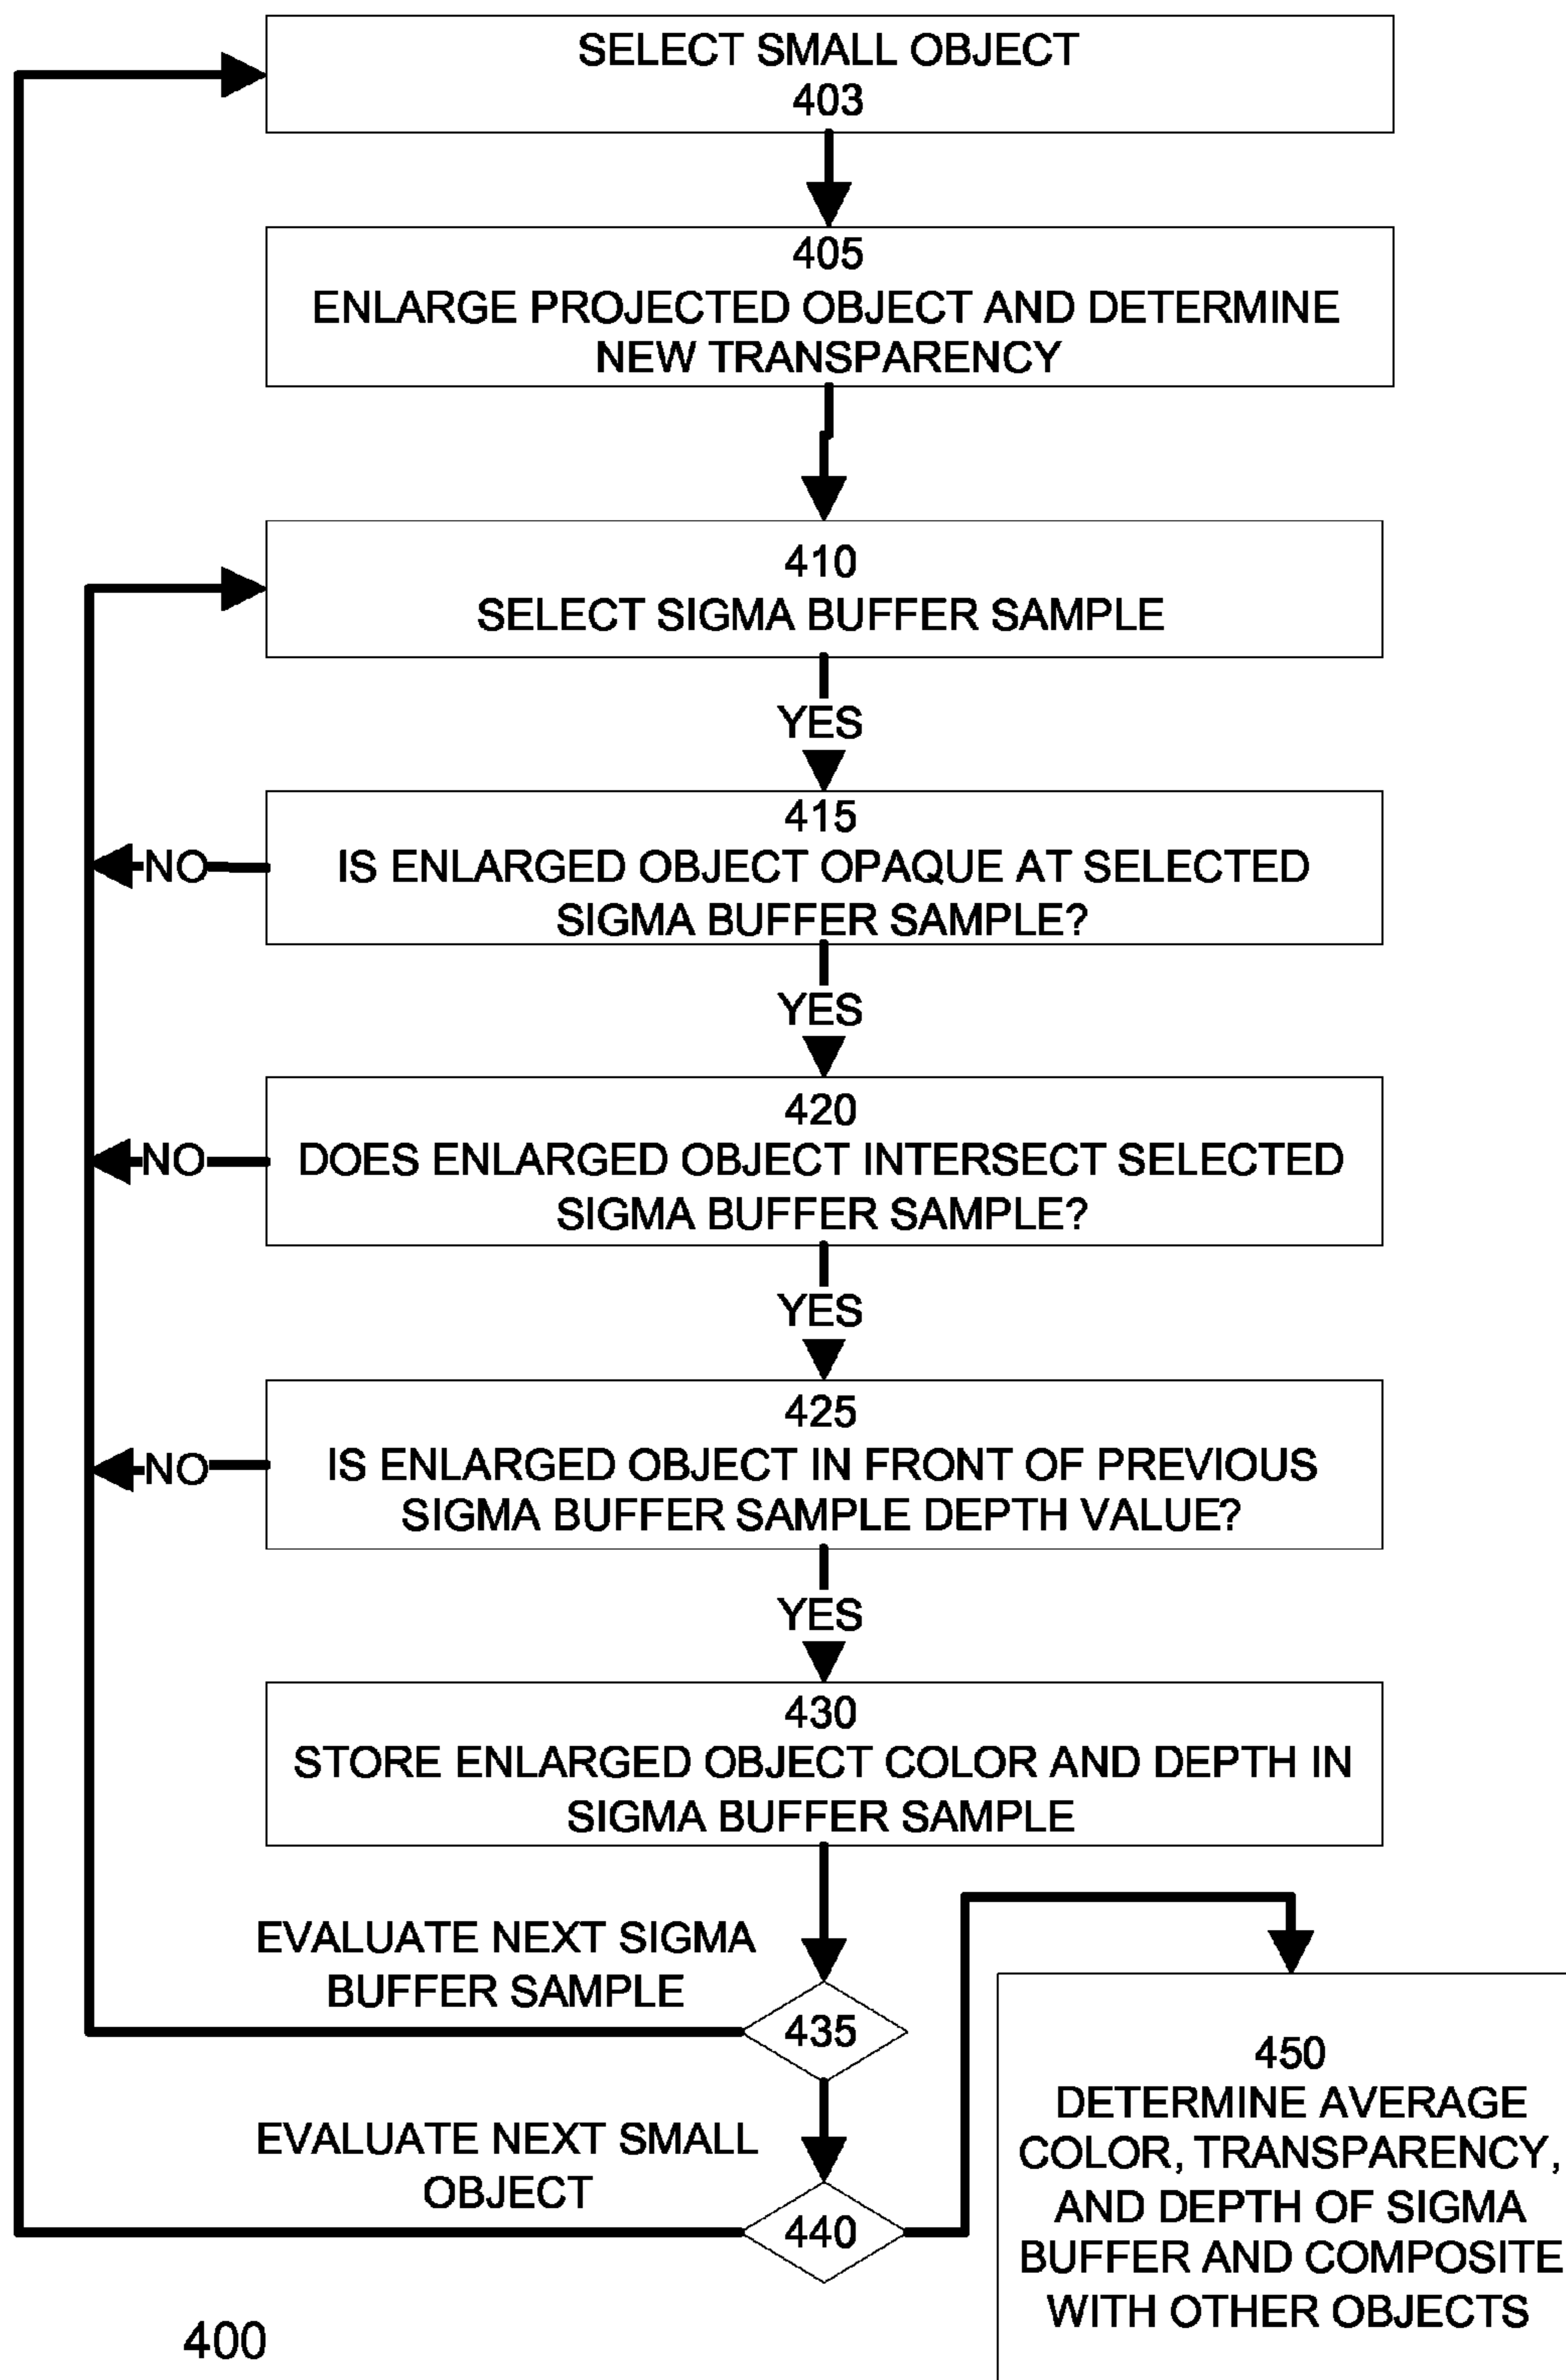 SELECT SMALL OBJECT
403
405
ENLARGE PROJECTED OBJECT AND DETERMINE
NEW TRANSPARENCY
410
SELECT SIGMA BUFFER SAMPLE
YES
415
NO
IS ENLARGED OBJECT OPAQUE AT SELECTED
SIGMA BUFFER SAMPLE?
YES
420
NO
DOES ENLARGED OBJECT INTERSECT SELECTED
SIGMA BUFFER SAMPLE?
YES
425
NO
IS ENLARGED OBJECT IN FRONT OF PREVIOUS
SIGMA BUFFER SAMPLE DEPTH VALUE?
YES
430
STORE ENLARGED OBJECT COLOR AND DEPTH IN
SIGMA BUFFER SAMPLE
EVALUATE NEXT SIGMA
BUFFER SAMPLE
435
EVALUATE NEXT SMALL
OBJECT
440
450
DETERMINE AVERAGE
COLOR, TRANSPARENCY,
AND DEPTH OF SIGMA
BUFFER AND COMPOSITE
WITH OTHER OBJECTS
400